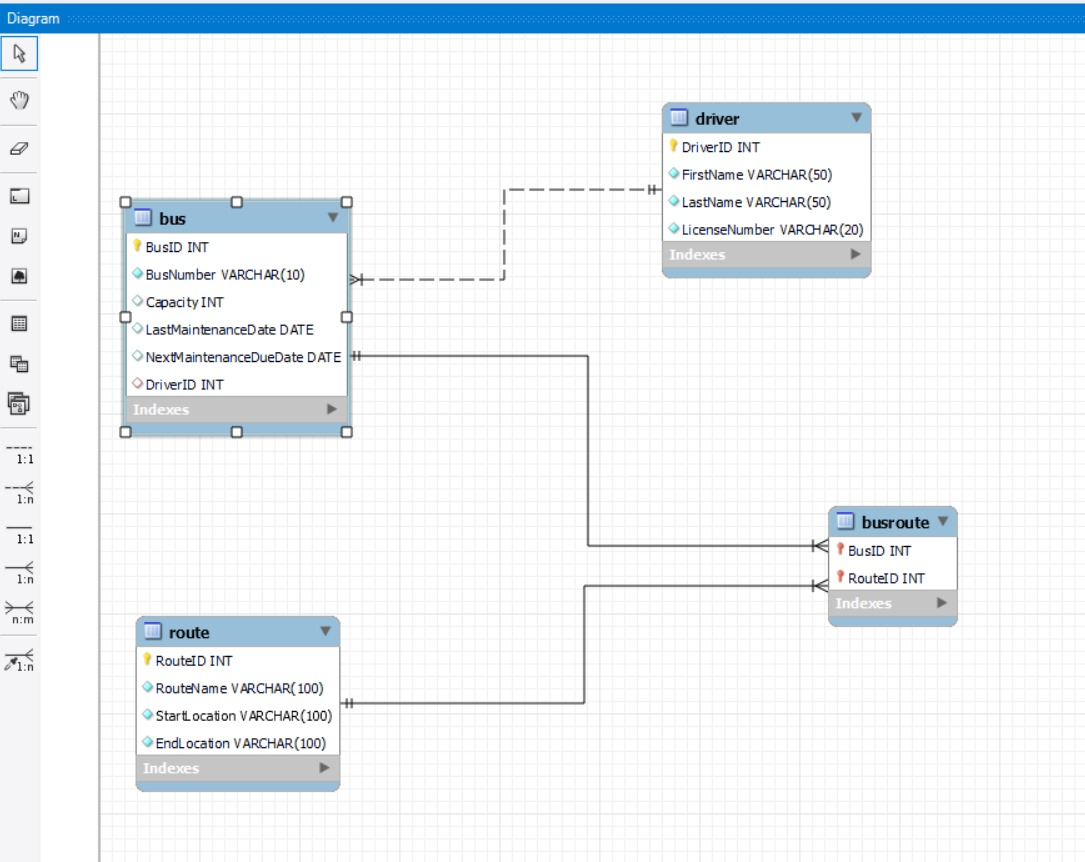 Diagram
driver
DriverID INT
FirstName VARCHAR(50)
LastName VARCHAR(50)
LicenseNumber VARCHAR(20)
Indexes
bus
BusID INT
BusNumber VARCHAR(10)
Capacity INT
LastMaintenanceDate DATE
NextMaintenanceDueDate DATE
DriverID INT
Indexes
1:1
1:n
1:1
1:n
n:m
1:n
busroute
BusID INT
RouteID INT
Indexes
route
RouteID INT
RouteName VARCHAR(100)
StartLocation VARCHAR(100)
EndLocation VARCHAR(100)
Indexes